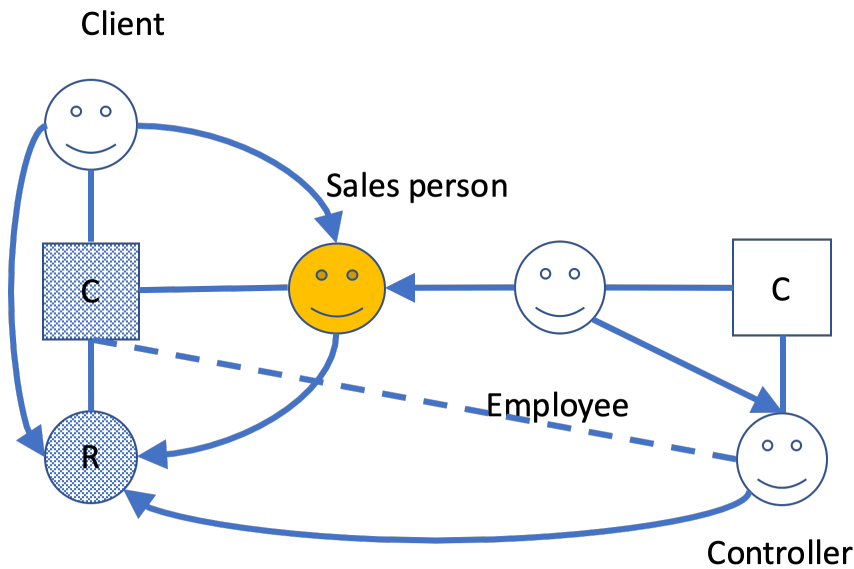 Client
Sales person
C
C
Employee
R
Controller